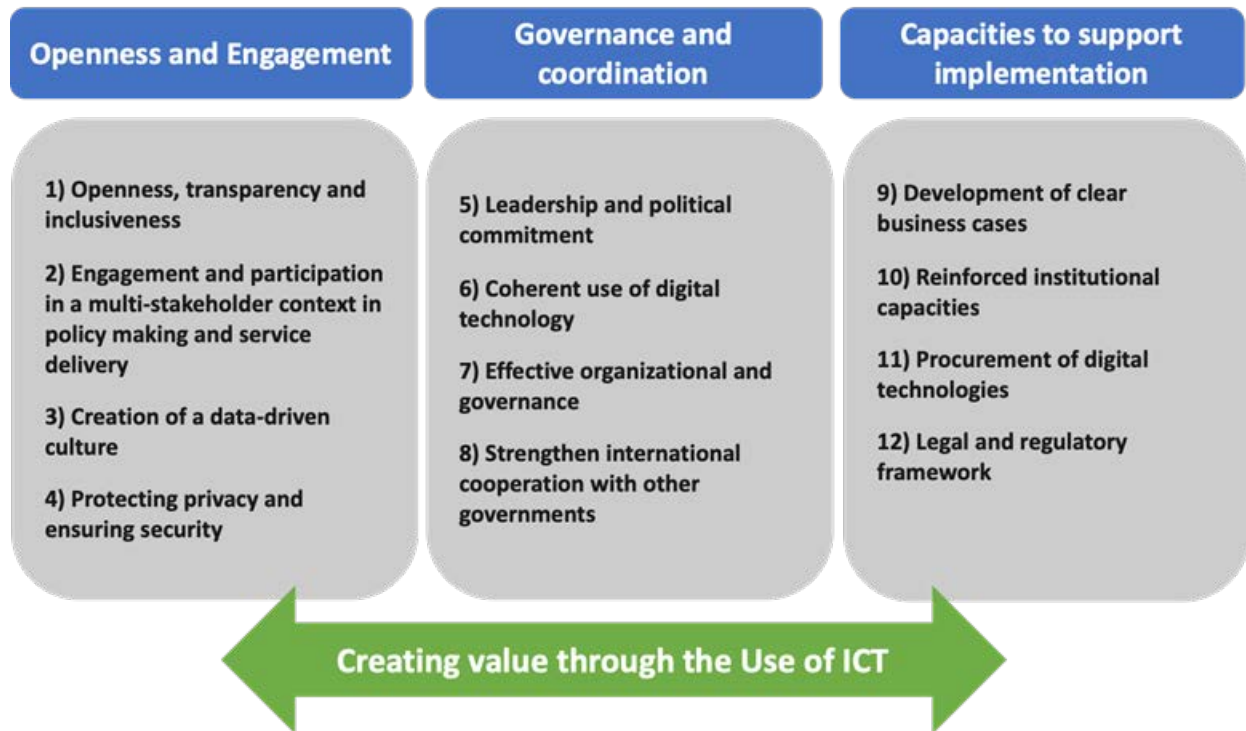 Openness and Engagement
Governance and
coordination
Capacities to support
implementation
1) Openness, transparency and
inclusiveness
2) Engagement and participation
in a multi-stakeholder context in
policy making and service
delivery
3) Creation of a data-driven
culture
4) Protecting privacy and
ensuring security
5) Leadership and political
commitment
6) Coherent use of digital
technology
7) Effective organizational and
governance
8) Strengthen international
cooperation with other
governments
9) Development of clear
business cases
10) Reinforced institutional
capacities
11) Procurement of digital
technologies
12) Legal and regulatory
framework
Creating value through the Use of ICT